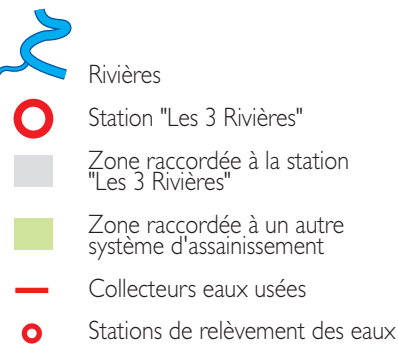 Rivières
Station "Les 3 Rivières"
Zone raccordée à la station
"Les 3 Rivières"
Zone raccordée à un autre
système d'assainissement
Collecteurs eaux usées
Stations de relèvement des eaux